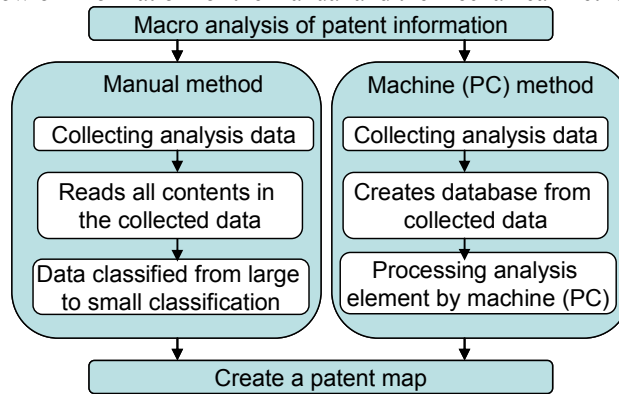 Macro analysis of patent information
Manual method
Collecting analysis data
Reads all contents in
the collected data
Data classified from large
to small classification
Machine (PC) method
Collecting analysis data
Creates database from
collected data
Processing analysis
element by machine (PC)
Create a patent map